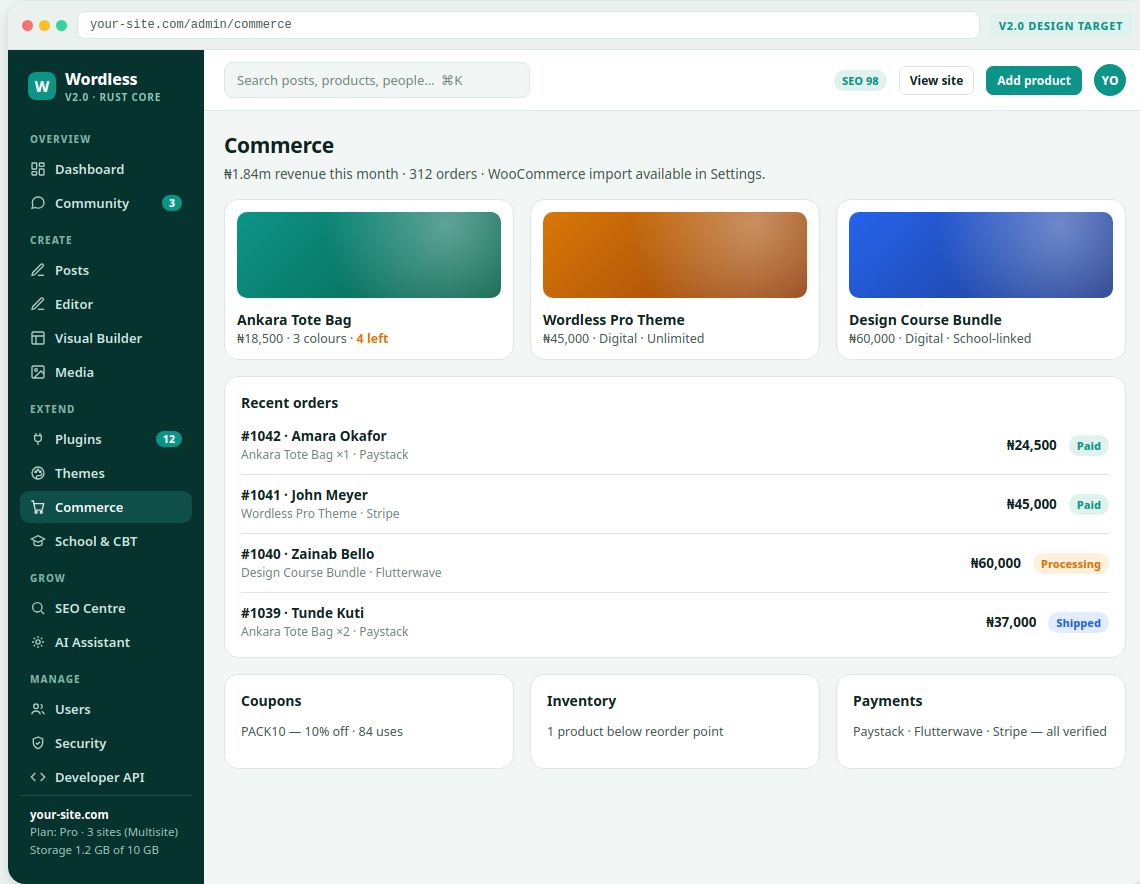 your-site.com/admin/commerce
V2.0 DESIGN TARGET
W
Wordless
V2.0 · RUST CORE
OVERVIEW
Dashboard
Community 3
CREATE
Posts
Editor
Visual Builder
Media
EXTEND
Plugins 12
Themes
Commerce
School & CBT
GROW
SEO Centre
AI Assistant
MANAGE
Users
Security
Developer API
your-site.com
Plan: Pro · 3 sites (Multisite)
Storage 1.2 GB of 10 GB
Search posts, products, people… ⌘K
SEO 98
View site
Add product
YO
Commerce
₦1.84m revenue this month · 312 orders · WooCommerce import available in Settings.
Ankara Tote Bag
₦18,500 · 3 colours · 4 left
Wordless Pro Theme
₦45,000 · Digital · Unlimited
Design Course Bundle
₦60,000 · Digital · School-linked
Recent orders
#1042 · Amara Okafor
Ankara Tote Bag ×1 · Paystack
₦24,500 Paid
#1041 · John Meyer
Wordless Pro Theme · Stripe
₦45,000 Paid
#1040 · Zainab Bello
Design Course Bundle · Flutterwave
₦60,000 Processing
#1039 · Tunde Kuti
Ankara Tote Bag ×2 · Paystack
₦37,000 Shipped
Coupons
PACK10 — 10% off · 84 uses
Inventory
1 product below reorder point
Payments
Paystack · Flutterwave · Stripe — all verified